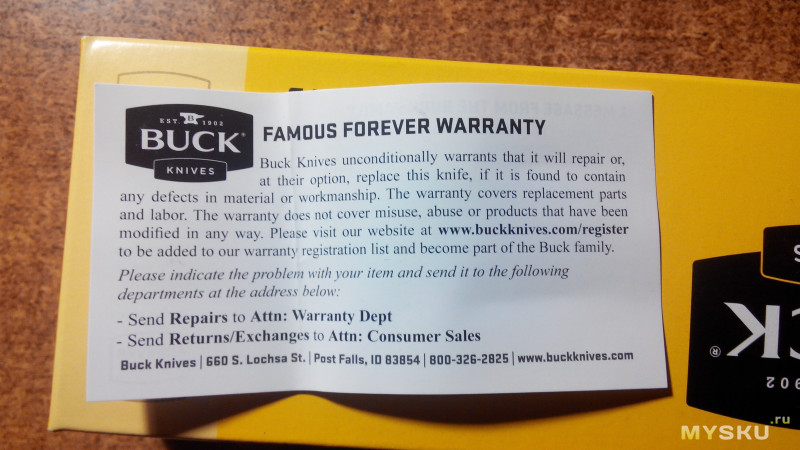 EST. B 1902
BUCK®
KNIVES
FAMOUS FOREVER WARRANTY
Buck Knives unconditionally warrants that it will repair or,
at their option, replace this knife, if it is found to contain
any defects in material or workmanship. The warranty covers replacement parts
and labor. The warranty does not cover misuse, abuse or products that have been
modified in any way. Please visit our website at www.buckknives.com/register
to be added to our warranty registration list and become part of the Buck family.
Please indicate the problem with your item and send it to the following
departments at the address below:
- Send Repairs to Attn: Warranty Dept
- Send Returns/Exchanges to Attn: Consumer Sales
Buck Knives | 660 S. Lochsa St. | Post Falls, ID 83854 | 800-326-2825 | www.buckknives.com
CK®
902
MYSKU.ru